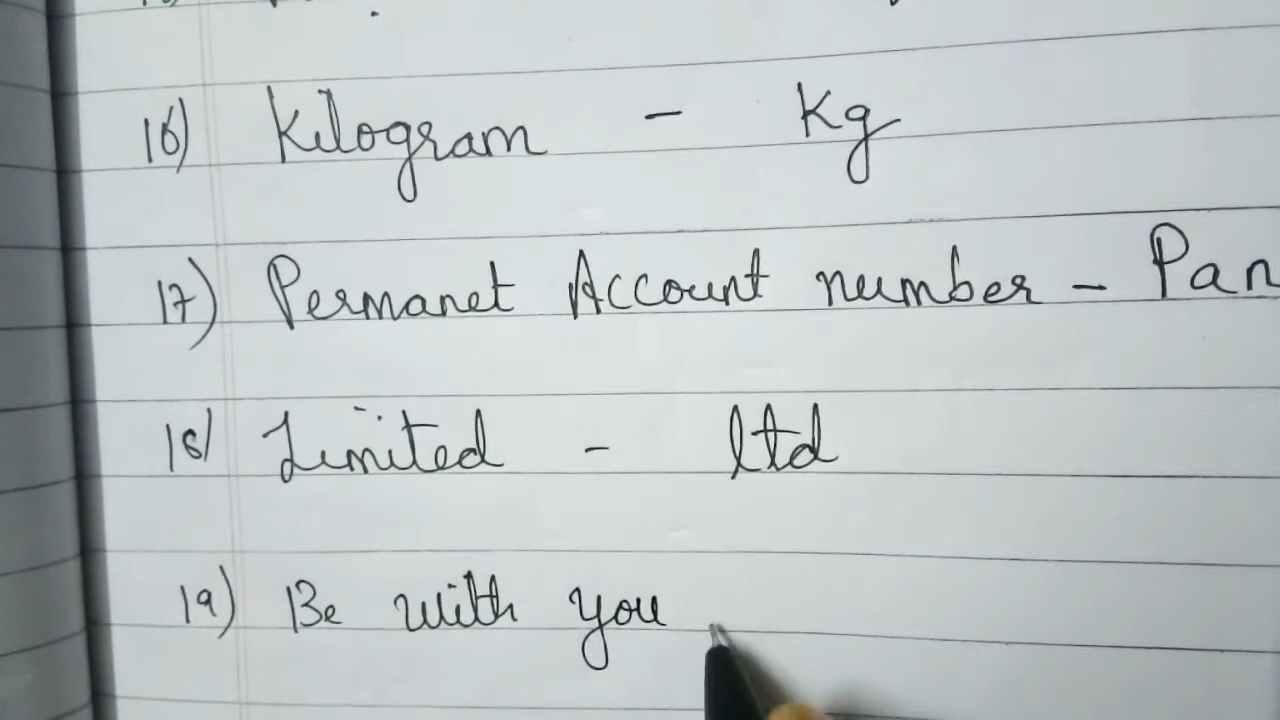 16) Kilogram - Kg
17) Permanet Account number - Pan
18) Limited - ltd
19) Be with you